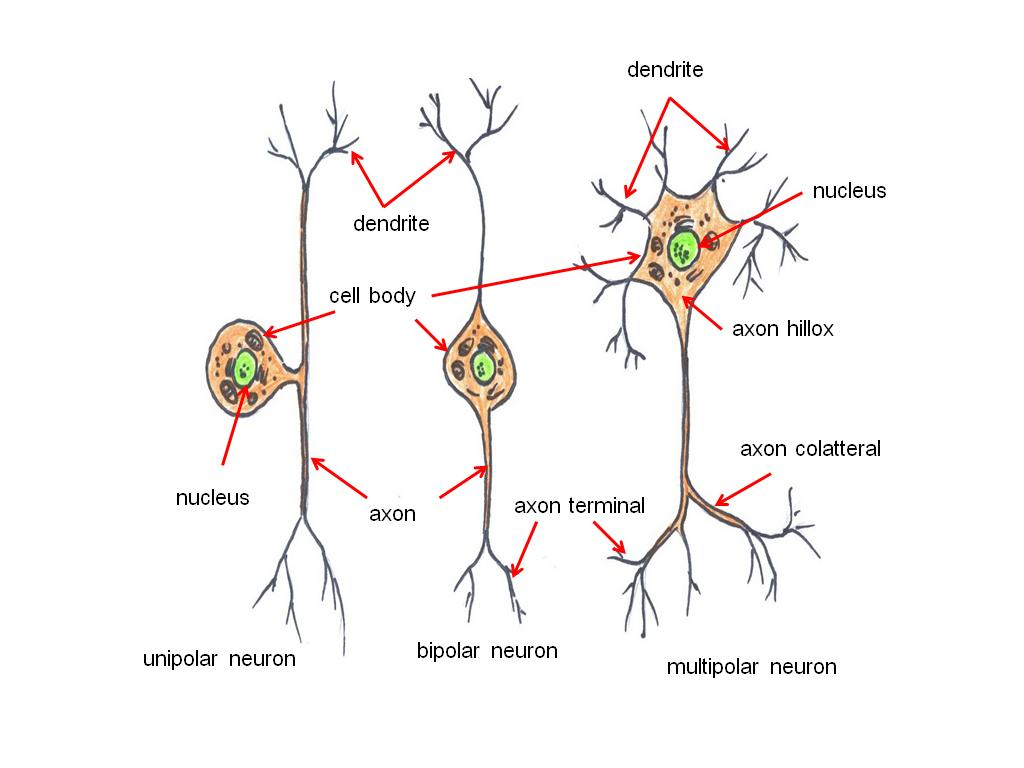 dendrite
nucleus
dendrite
cell body
axon hillox
axon colatteral
nucleus
axon
axon terminal
unipolar neuron
bipolar neuron
multipolar neuron